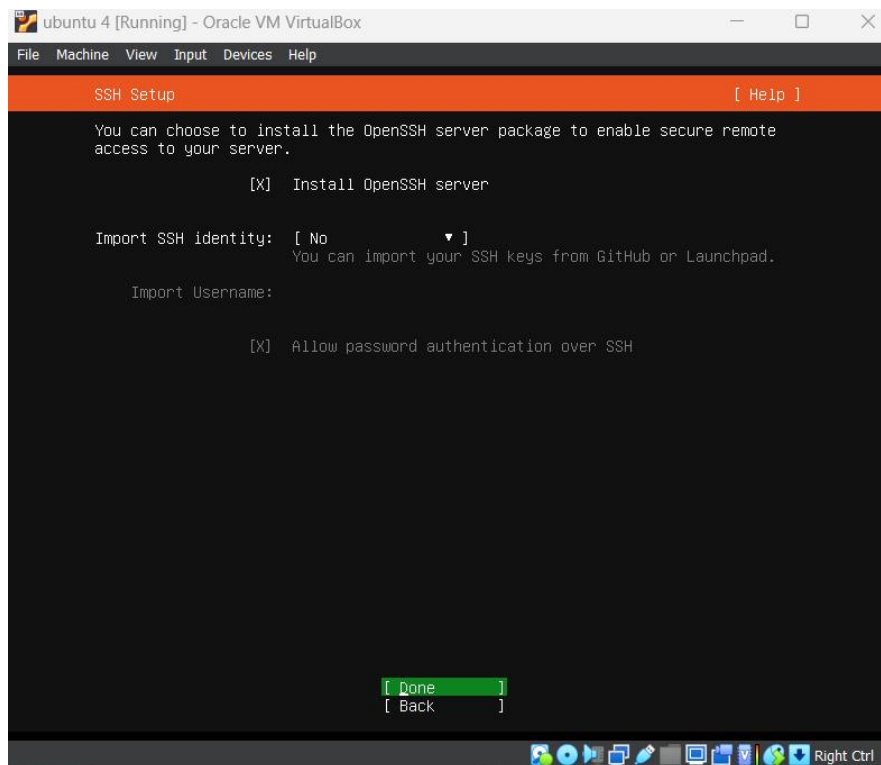 ubuntu 4 [Running] - Oracle VM VirtualBox
File Machine View Input Devices Help
SSH Setup [ Help ]
You can choose to install the OpenSSH server package to enable secure remote
access to your server.
[X] Install OpenSSH server
Import SSH identity: [ No ▾ ]
You can import your SSH keys from GitHub or Launchpad.
Import Username:
[X] Allow password authentication over SSH
[ Done ]
[ Back ]
Right Ctrl